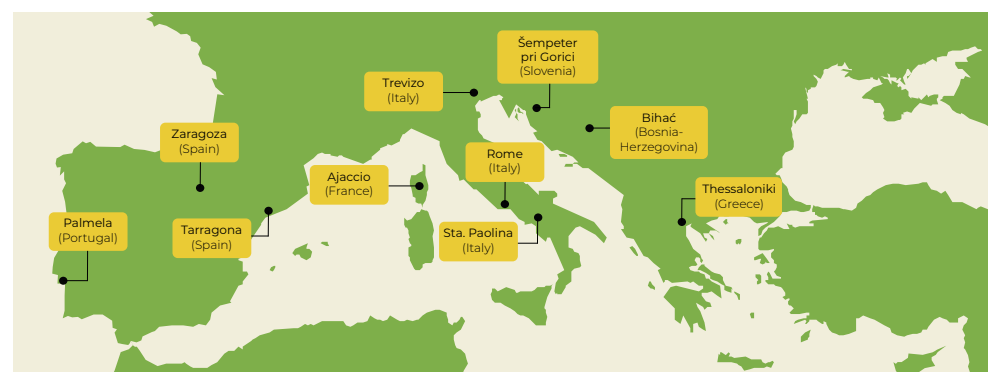 Šempeter
pri Gorici
(Slovenia)
Trevizo
(Italy)
Bihać
(Bosnia-
Herzegovina)
Zaragoza
(Spain)
Rome
(Italy)
Ajaccio
(France)
Thessaloniki
(Greece)
Palmela
(Portugal)
Tarragona
(Spain)
Sta. Paolina
(Italy)